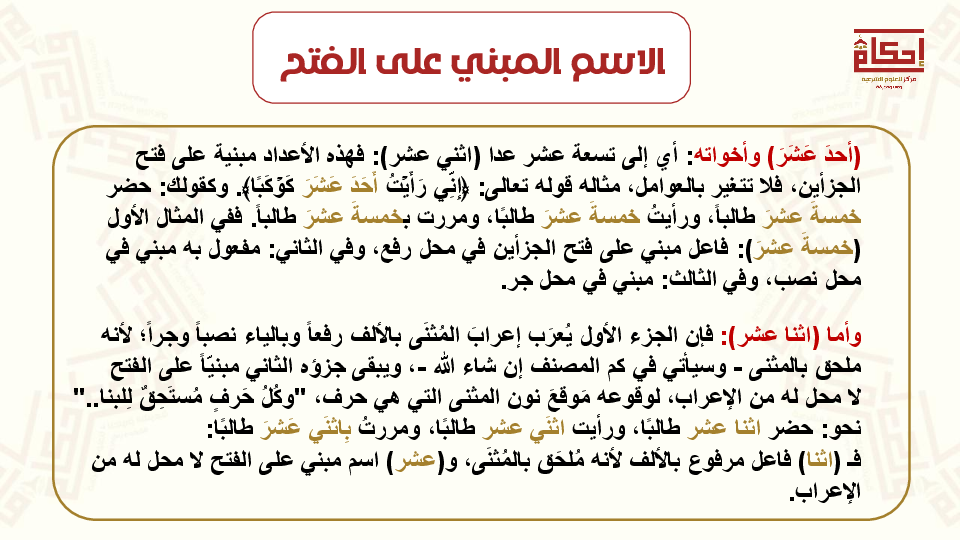 الاسم المبني على الفتح
إحكام
مركز للعلوم الشرعية
(أحدَ عَشَرَ) وأخواته: أي إلى تسعة عشر عدا (اثني عشر): فهذه الأعداد مبنية على فتح
الجزأين، فلا تتغير بالعوامل، مثاله قوله تعالى: ﴿إِنِّي رَأَيْتُ أَحَدَ عَشَرَ كَوْكَبًا﴾. وكقولك: حضر
خمسةَ عشرَ طالباً، ورأيتُ خمسةَ عشرَ طالبًا، ومررت بخمسةَ عشرَ طالباً. ففي المثال الأول
(خمسةَ عشرَ): فاعل مبني على فتح الجزأين في محل رفع، وفي الثاني: مفعول به مبني في
محل نصب، وفي الثالث: مبني في محل جر.
وأما (اثنا عشر): فإن الجزء الأول يُعرَب إعرابَ المُثنَّى بالألف رفعاً وبالياء نصباً وجراً؛ لأنه
ملحق بالمثنى - وسيأتي في كم المصنف إن شاء الله -، ويبقى جزؤه الثاني مبنيّاً على الفتح
لا محل له من الإعراب، لوقوعه مَوقعَ نون المثنى التي هي حرف، "وكُلُ حَرفٍ مُستَحِقٌ لِلبنا.."
نحو: حضر اثنا عشر طالبًا، ورأيت اثنَي عشر طالبًا، ومررتُ بِاثنَي عَشرَ طالبًا:
فـ (اثنا) فاعل مرفوع بالألف لأنه مُلحَق بالمُثنَى، و(عشر) اسم مبني على الفتح لا محل له من
الإعراب.